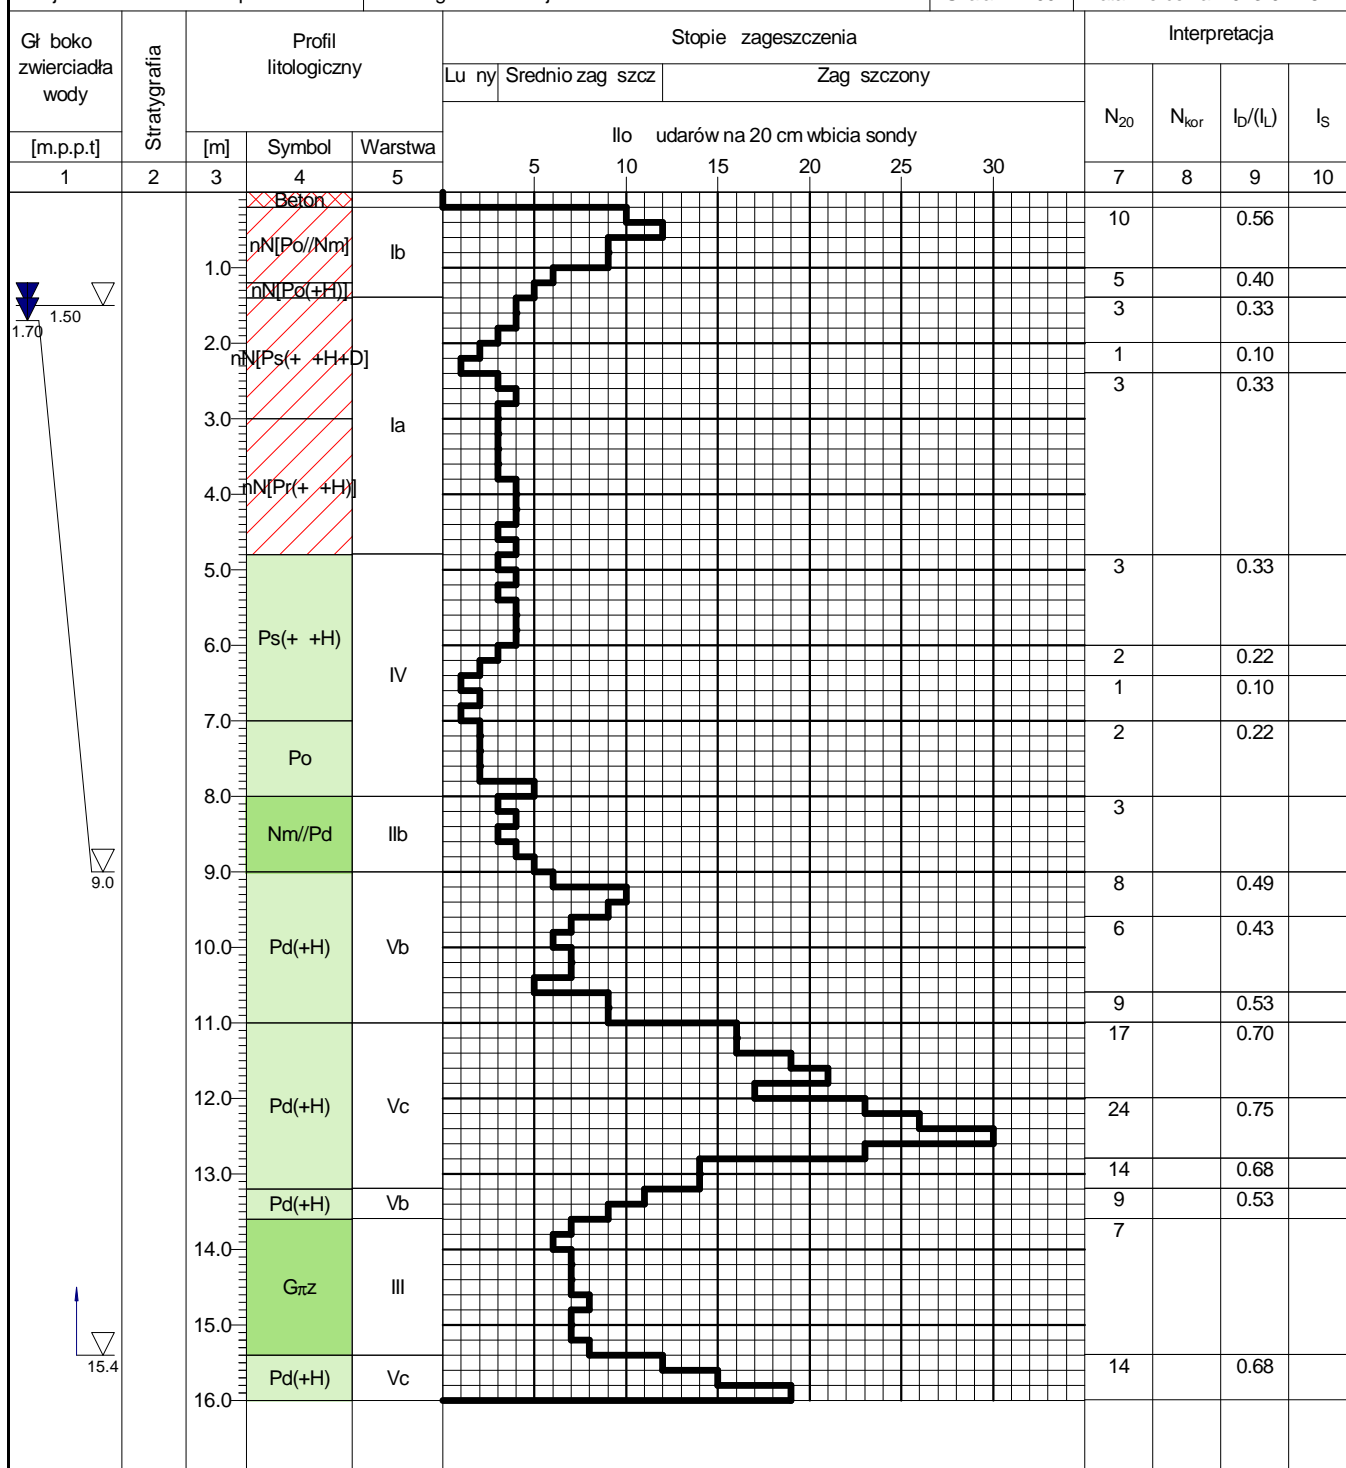 Gł boko
zwierciadła
wody
Stratygrafia
Profil
litologiczny
Stopie zageszczenia
Interpretacja
Lu ny
Srednio zag szcz
Zag szczony
[m.p.p.t]
[m]
Symbol
Warstwa
Ilo udarów na 20 cm wbicia sondy
5 10 15 20 25 30
N20
Nkor
ID/(IL)
IS
1 2 3 4 5 7 8 9 10
Beton
10 0.56
nN[Po//Nm]
Ib
1.0
5 0.40
nN[Po(+H)]
1.50
3 0.33
1.70
2.0
nN[Ps(+ +H+D]
1 0.10
3 0.33
3.0
Ia
4.0
nN[Pr(+ +H)]
5.0
3 0.33
6.0
Ps(+ +H)
2 0.22
IV
1 0.10
7.0
2 0.22
Po
8.0
3
Nm//Pd
IIb
9.0
9.0
8 0.49
6 0.43
10.0
Pd(+H)
Vb
9 0.53
11.0
17 0.70
12.0
Pd(+H)
Vc
24 0.75
13.0
14 0.68
Pd(+H)
Vb
9 0.53
7
14.0
Gπz
III
15.0
15.4
14 0.68
Pd(+H)
Vc
16.0